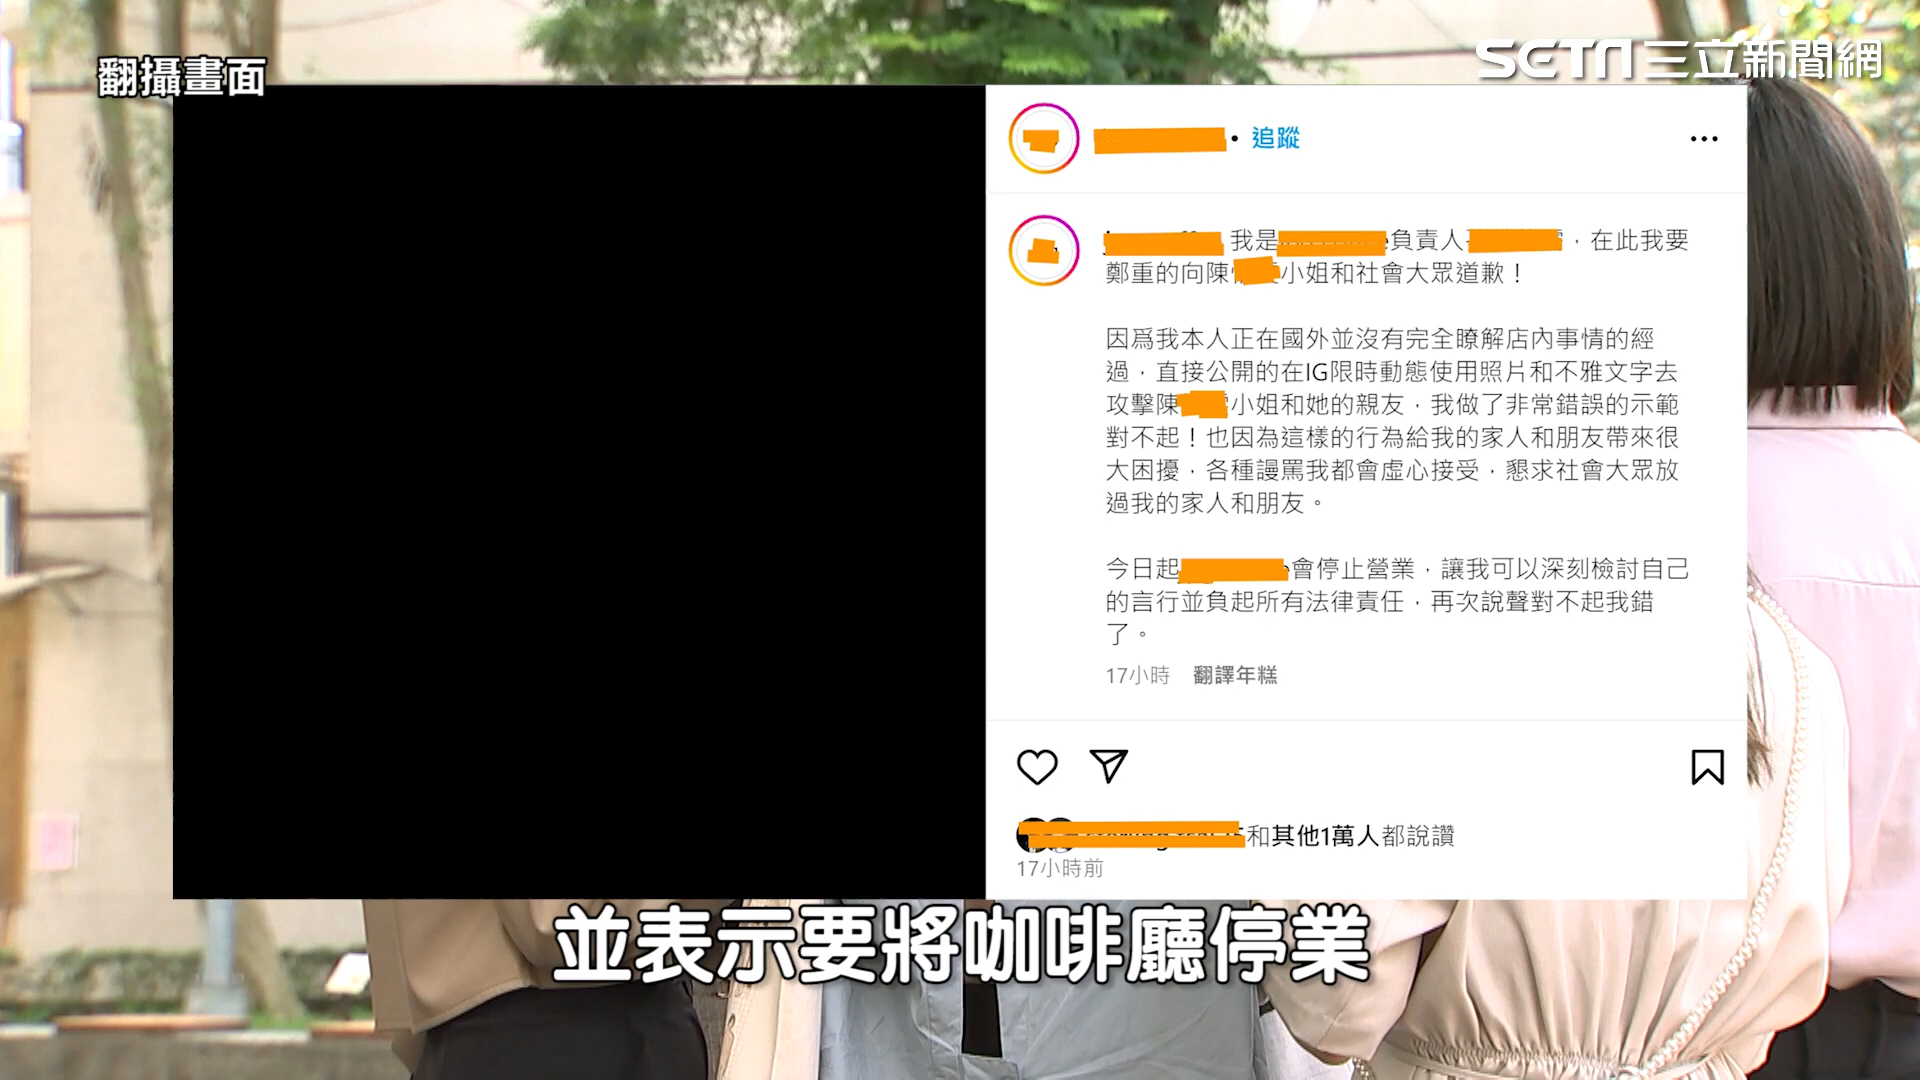 翻攝畫面
SETN三立新聞網
• 追蹤
我是 負責人 ，在此我要
鄭重的向陳 小姐和社會大眾道歉！
因爲我本人正在國外並沒有完全瞭解店內事情的經
過，直接公開的在IG限時動態使用照片和不雅文字去
攻擊陳 小姐和她的親友，我做了非常錯誤的示範
對不起！也因為這樣的行為給我的家人和朋友帶來很
大困擾，各種謾罵我都會虛心接受，懇求社會大眾放
過我的家人和朋友。
今日起 會停止營業，讓我可以深刻檢討自己
的言行並負起所有法律責任，再次說聲對不起我錯
了。
17小時 翻譯年糕
和其他1萬人都說讚
17小時前
並表示要將咖啡廳停業